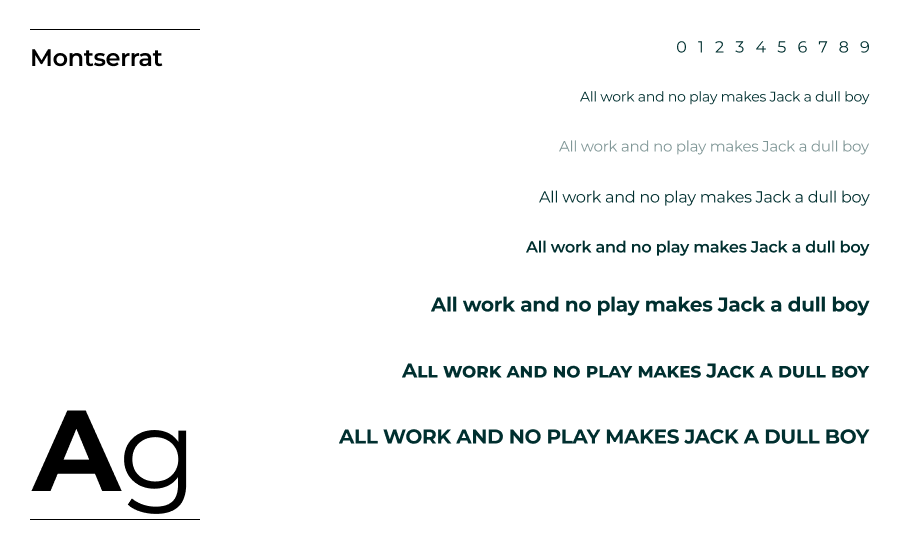 Montserrat
0 1 2 3 4 5 6 7 8 9
All work and no play makes Jack a dull boy
All work and no play makes Jack a dull boy
All work and no play makes Jack a dull boy
All work and no play makes Jack a dull boy
All work and no play makes Jack a dull boy
All work and no play makes Jack a dull boy
ALL WORK AND NO PLAY MAKES JACK A DULL BOY
Ag